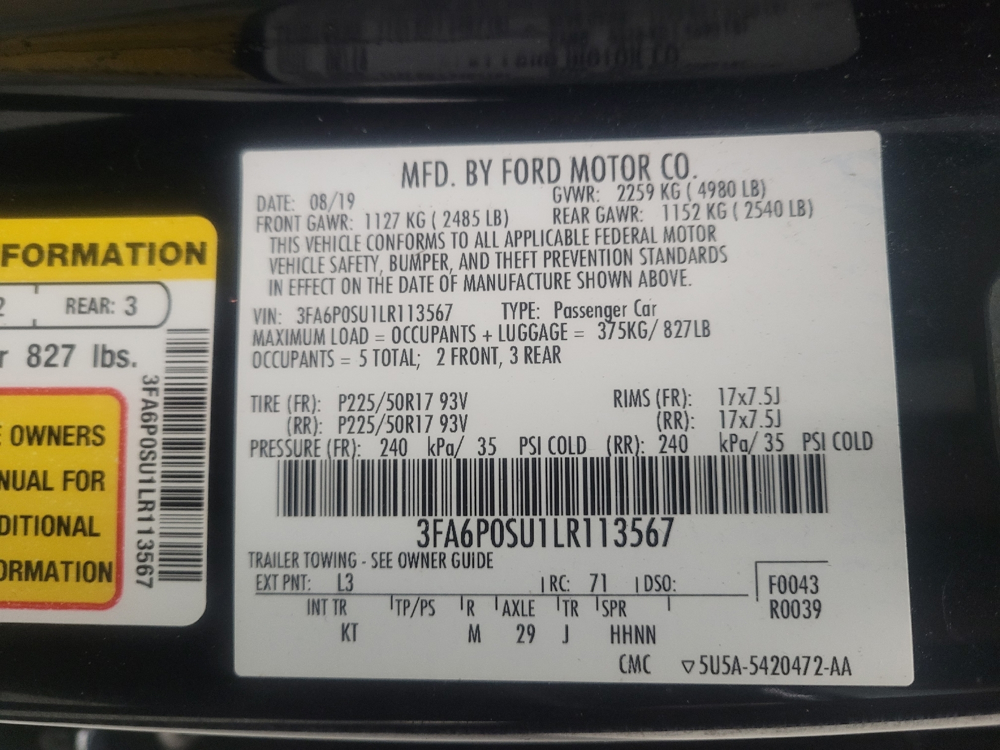 MFD. BY FORD MOTOR CO.
DATE: 08/19 GVWR: 2259 KG ( 4980 LB)
FRONT GAWR: 1127 KG ( 2485 LB) REAR GAWR: 1152 KG ( 2540 LB)
THIS VEHICLE CONFORMS TO ALL APPLICABLE FEDERAL MOTOR
VEHICLE SAFETY, BUMPER, AND THEFT PREVENTION STANDARDS
IN EFFECT ON THE DATE OF MANUFACTURE SHOWN ABOVE.
VIN: 3FA6P0SU1LR113567 TYPE: Passenger Car
MAXIMUM LOAD = OCCUPANTS + LUGGAGE = 375KG/ 827LB
OCCUPANTS = 5 TOTAL; 2 FRONT, 3 REAR
TIRE (FR): P225/50R17 93V RIMS (FR): 17x7.5J
(RR): P225/50R17 93V (RR): 17x7.5J
PRESSURE (FR): 240 kPa/ 35 PSI COLD (RR): 240 kPa/ 35 PSI COLD
3FA6P0SU1LR113567
TRAILER TOWING - SEE OWNER GUIDE
EXT PNT: L3 RC: 71 DSO: F0043
INT TR TP/PS R AXLE TR SPR R0039
KT M 29 J HHNN
CMC ▽5U5A-5420472-AA
FORMATION
2 REAR: 3
r 827 lbs.
E OWNERS
NUAL FOR
DITIONAL
ORMATION
3FA6P0SU1LR113567
MOTOR CO